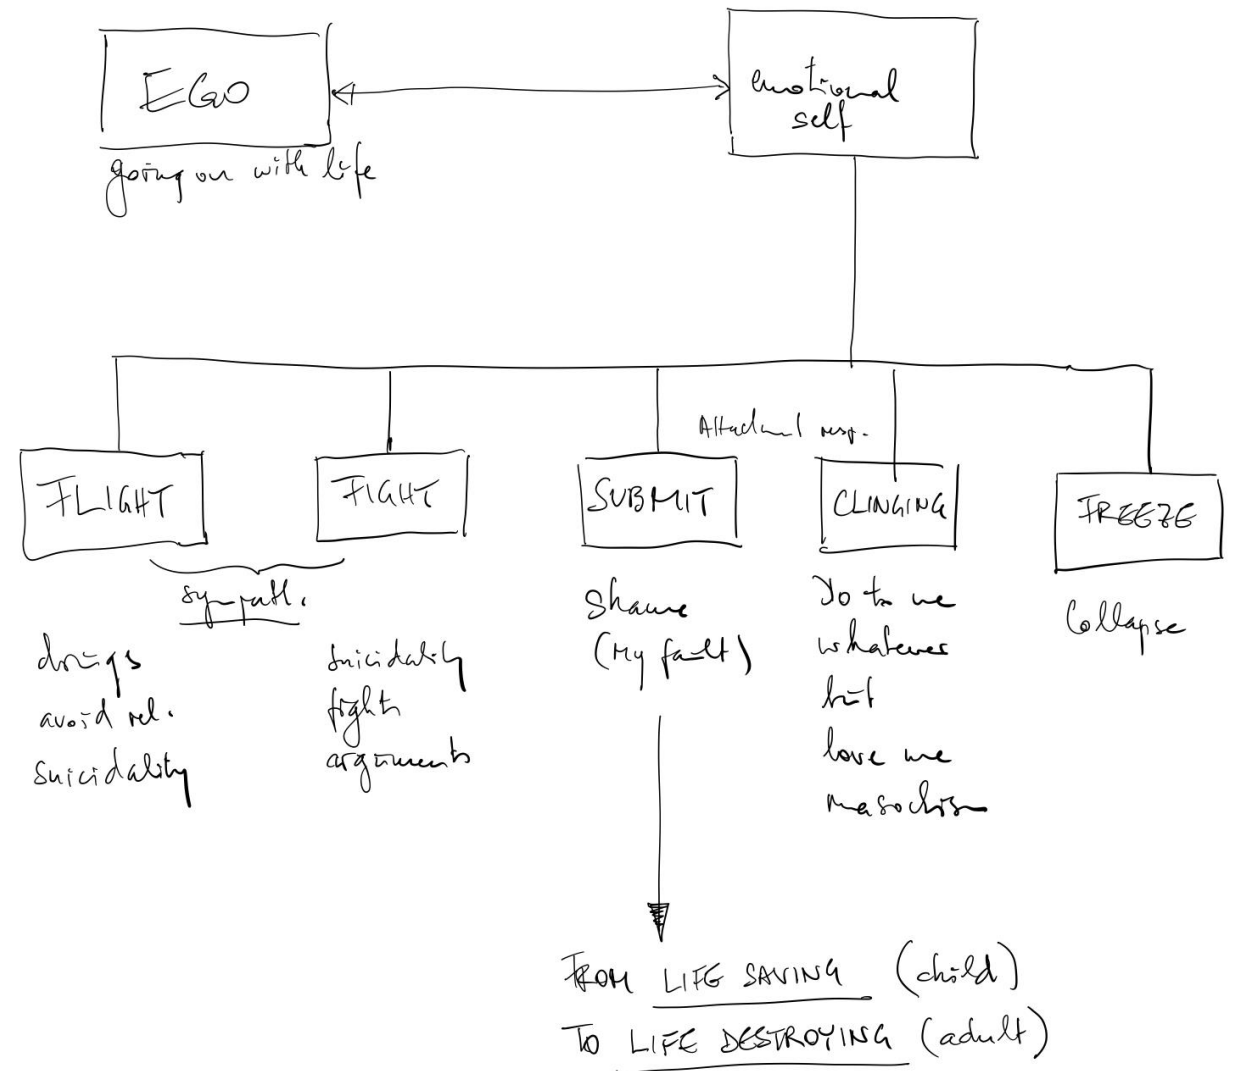 EGO
emotional
self
going on with life
Attachment resp.
FLIGHT
FIGHT
SUBMIT
CLINGING
FREEZE
sympath.
drugs
avoid rel.
suicidality
suicidality
fights
arguments
Shame
(My fault)
Do to me
whatever
but
love me
masochism
Collapse
FROM LIFE SAVING (child)
TO LIFE DESTROYING (adult)